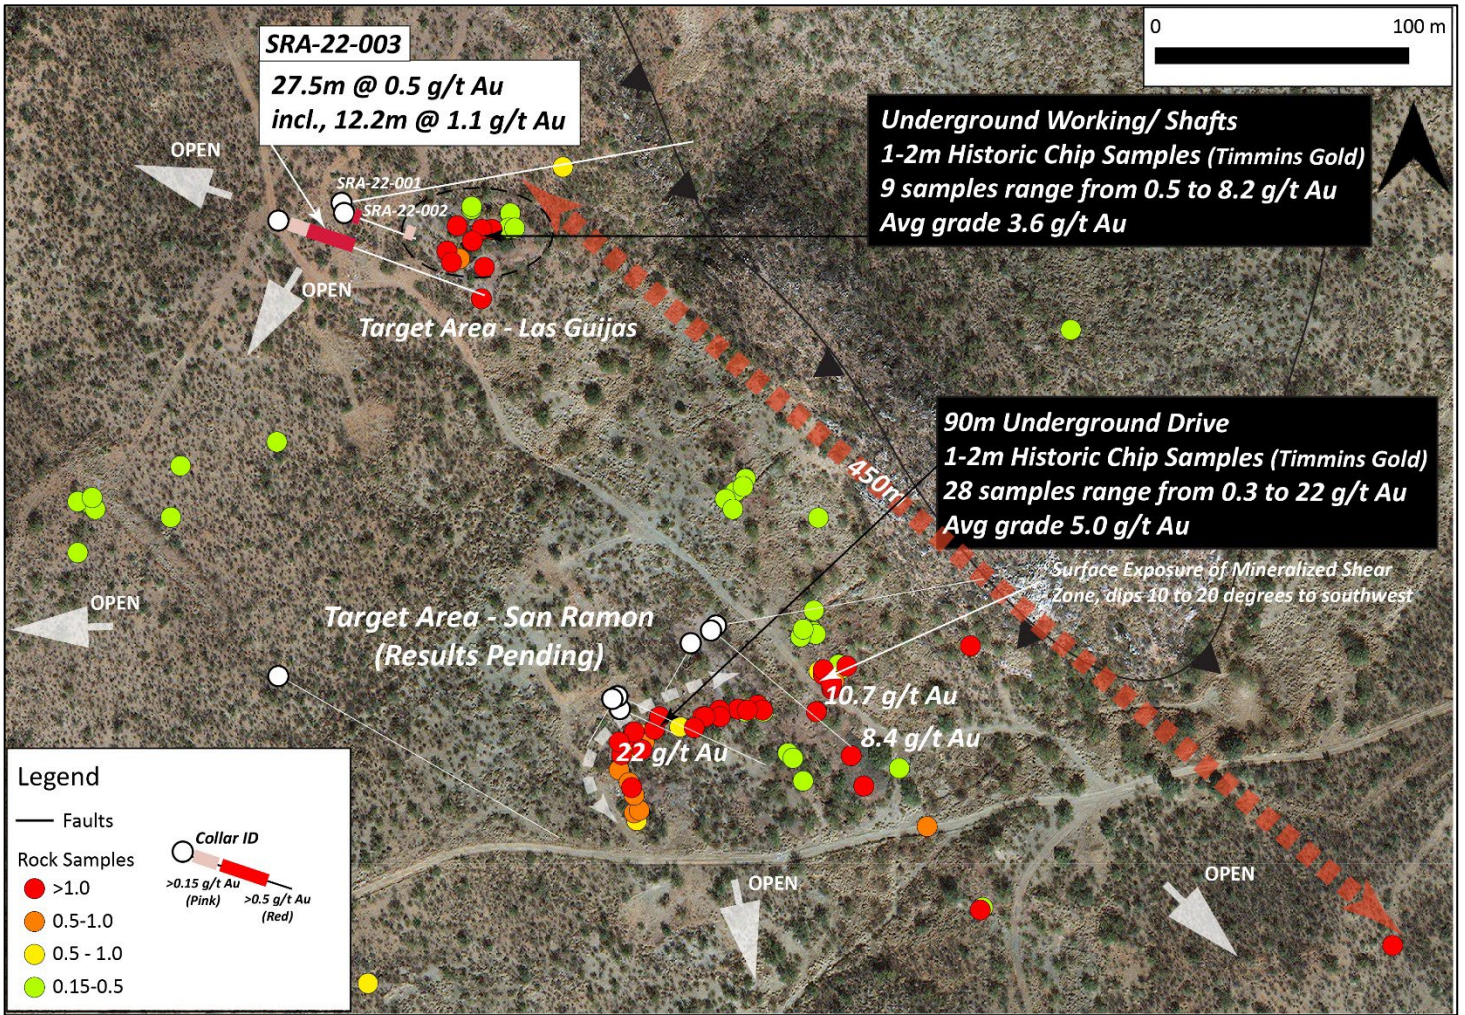 0 100 m
SRA-22-003
27.5m @ 0.5 g/t Au
incl., 12.2m @ 1.1 g/t Au
Underground Working/ Shafts
1-2m Historic Chip Samples (Timmins Gold)
9 samples range from 0.5 to 8.2 g/t Au
Avg grade 3.6 g/t Au
OPEN
SRA-22-001
SRA-22-002
OPEN
Target Area - Las Guijas
90m Underground Drive
1-2m Historic Chip Samples (Timmins Gold)
28 samples range from 0.3 to 22 g/t Au
Avg grade 5.0 g/t Au
450m
Surface Exposure of Mineralized Shear
Zone, dips 10 to 20 degrees to southwest
OPEN
Target Area - San Ramon
(Results Pending)
10.7 g/t Au
8.4 g/t Au
22 g/t Au
OPEN
OPEN
Legend
Faults
Rock Samples
>1.0
0.5-1.0
0.5 - 1.0
0.15-0.5
Collar ID
>0.15 g/t Au
(Pink)
>0.5 g/t Au
(Red)